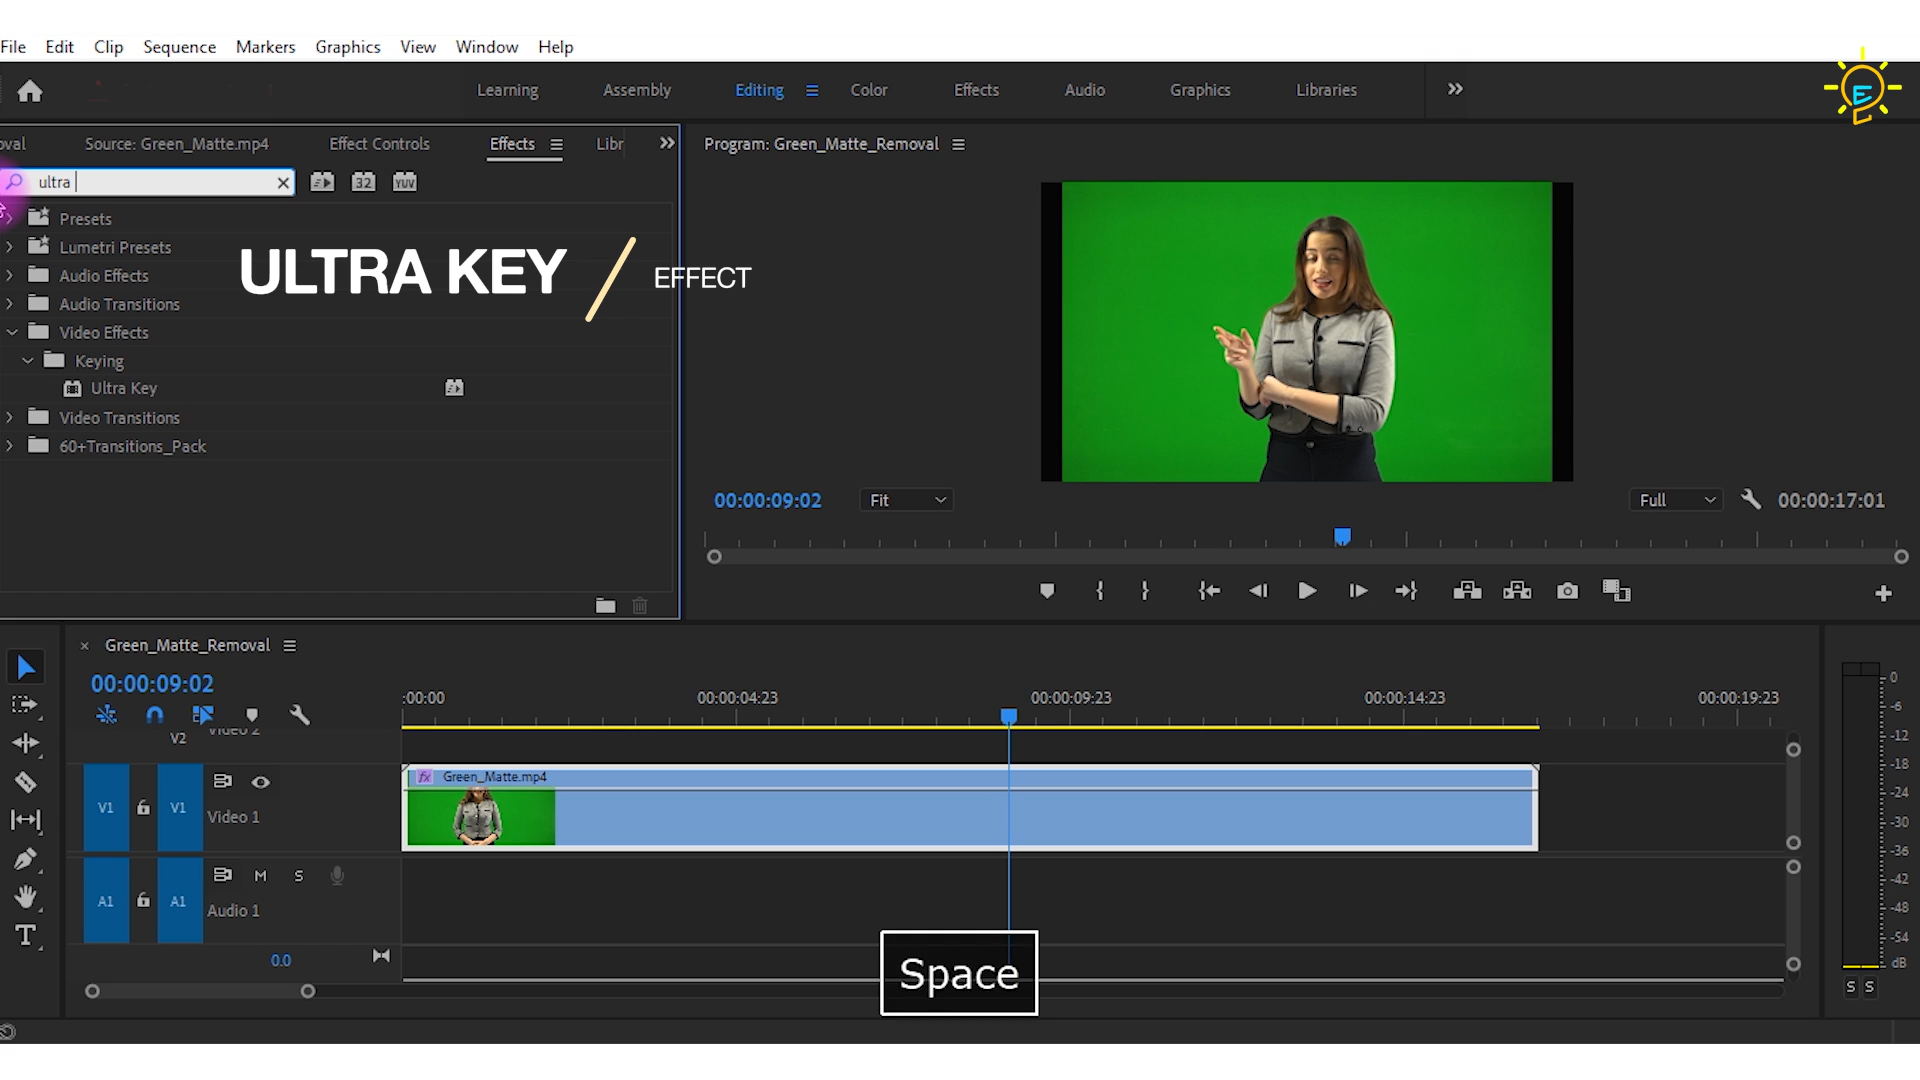 File Edit Clip Sequence Markers Graphics View Window Help
Learning Assembly Editing Color Effects Audio Graphics Libraries
oval Source: Green_Matte.mp4 Effect Controls Effects Libr
Program: Green_Matte_Removal
ultra
32 YUV
Presets
Lumetri Presets
Audio Effects
Audio Transitions
Video Effects
Keying
Ultra Key
Video Transitions
60+Transitions_Pack
ULTRA KEY
EFFECT
00:00:09:02 Fit Full 00:00:17:01
Green_Matte_Removal
00:00:09:02
:00:00 00:00:04:23 00:00:09:23 00:00:14:23 00:00:19:23
V2 Video 2
fx Green_Matte.mp4
V1 V1 Video 1
A1 A1 M S
Audio 1
0.0
Space
0
-6
-12
-18
-24
-30
-36
-42
-48
-54
dB
S S
E